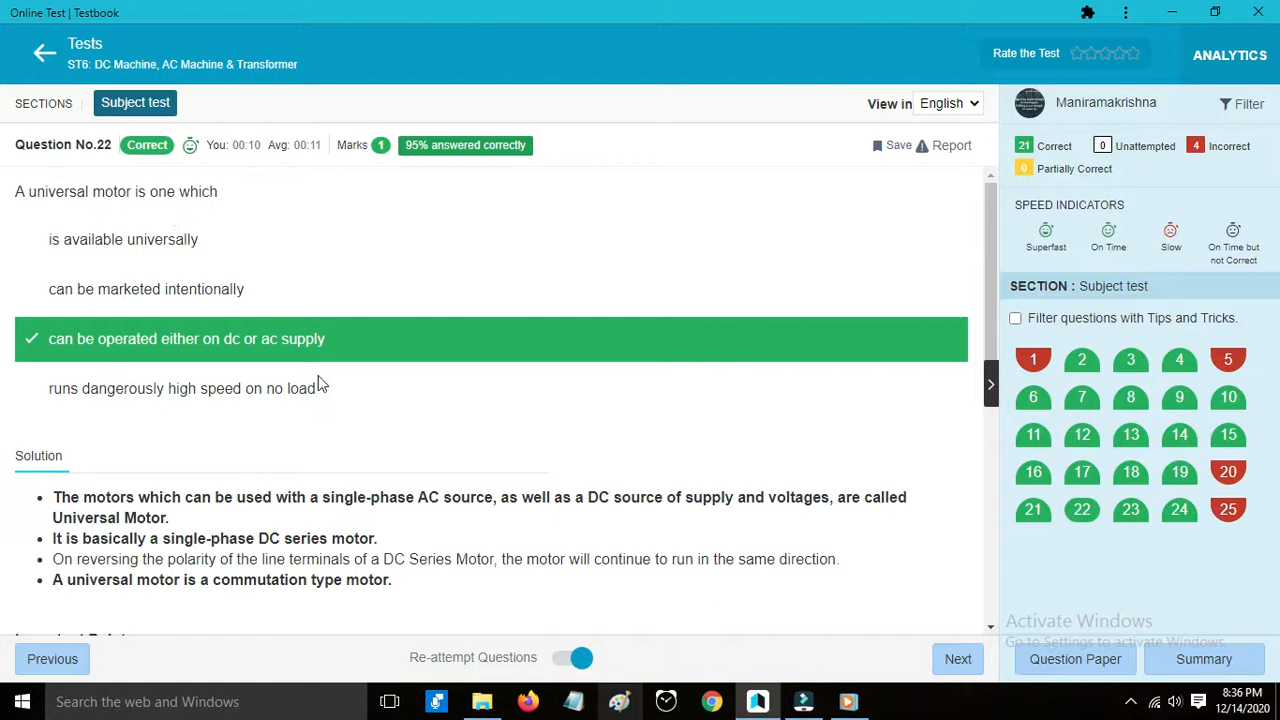 Online Test | Testbook
Tests
ST6: DC Machine, AC Machine & Transformer
Rate the Test
ANALYTICS
SECTIONS
Subject test
View in
English
Maniramakrishna
Filter
Question No.22
Correct
You: 00:10
Avg: 00:11
Marks
1
95% answered correctly
Save
Report
21 Correct
0 Unattempted
4 Incorrect
0 Partially Correct
A universal motor is one which
is available universally
can be marketed intentionally
can be operated either on dc or ac supply
runs dangerously high speed on no load
SPEED INDICATORS
Superfast
On Time
Slow
On Time but
not Correct
SECTION : Subject test
Filter questions with Tips and Tricks.
1 2 3 4 5
6 7 8 9 10
11 12 13 14 15
16 17 18 19 20
21 22 23 24 25
Solution
The motors which can be used with a single-phase AC source, as well as a DC source of supply and voltages, are called
Universal Motor.
It is basically a single-phase DC series motor.
On reversing the polarity of the line terminals of a DC Series Motor, the motor will continue to run in the same direction.
A universal motor is a commutation type motor.
Activate Windows
Go to Settings to activate Windows.
Previous
Re-attempt Questions
Next
Question Paper
Summary
Search the web and Windows
8:36 PM
12/14/2020